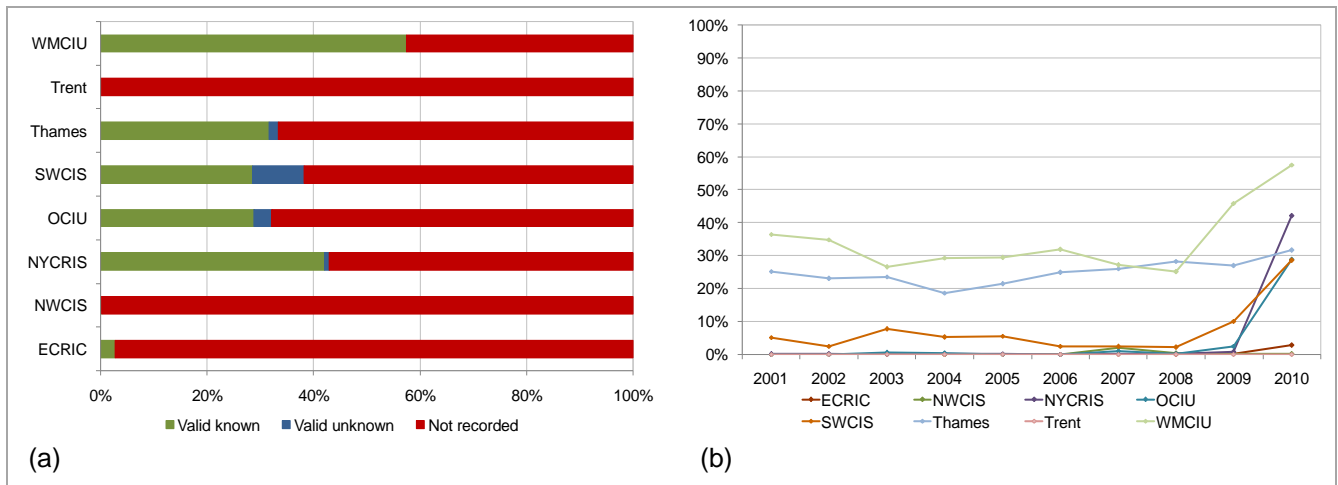 WMCIU
Trent
Thames
SWCIS
OCIU
NYCRIS
NWCIS
ECRIC
0% 20% 40% 60% 80% 100%
Valid known Valid unknown Not recorded
(a)
100%
90%
80%
70%
60%
50%
40%
30%
20%
10%
0%
2001 2002 2003 2004 2005 2006 2007 2008 2009 2010
ECRIC NWCIS NYCRIS OCIU
SWCIS Thames Trent WMCIU
(b)